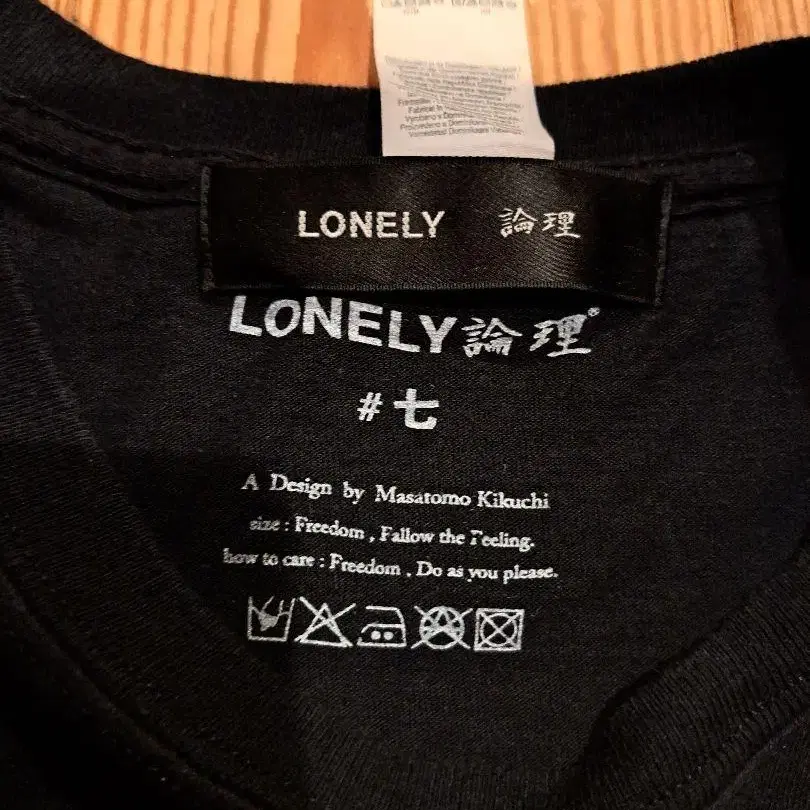 LONELY 論理
LONELY論理®
#七
A Design by Masatomo Kikuchi
size : Freedom , Fallow the Feeling.
how to care : Freedom , Do as you please.